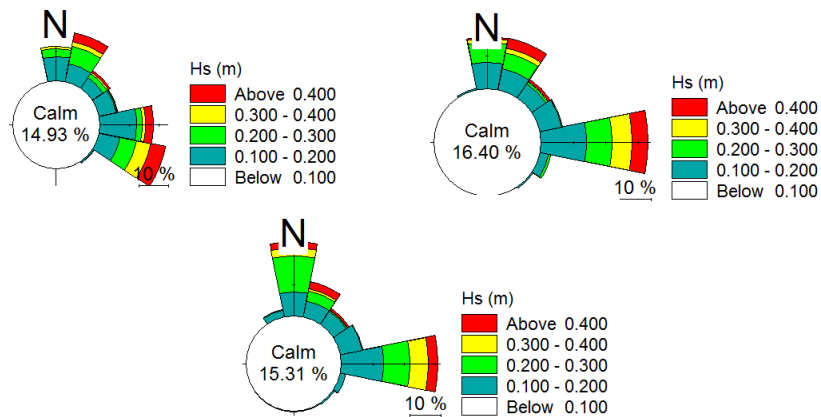 N
Calm
14.93 %
10 %
Hs (m)
Above 0.400
0.300 - 0.400
0.200 - 0.300
0.100 - 0.200
Below 0.100
N
Calm
16.40 %
10 %
Hs (m)
Above 0.400
0.300 - 0.400
0.200 - 0.300
0.100 - 0.200
Below 0.100
N
Calm
15.31 %
10 %
Hs (m)
Above 0.400
0.300 - 0.400
0.200 - 0.300
0.100 - 0.200
Below 0.100